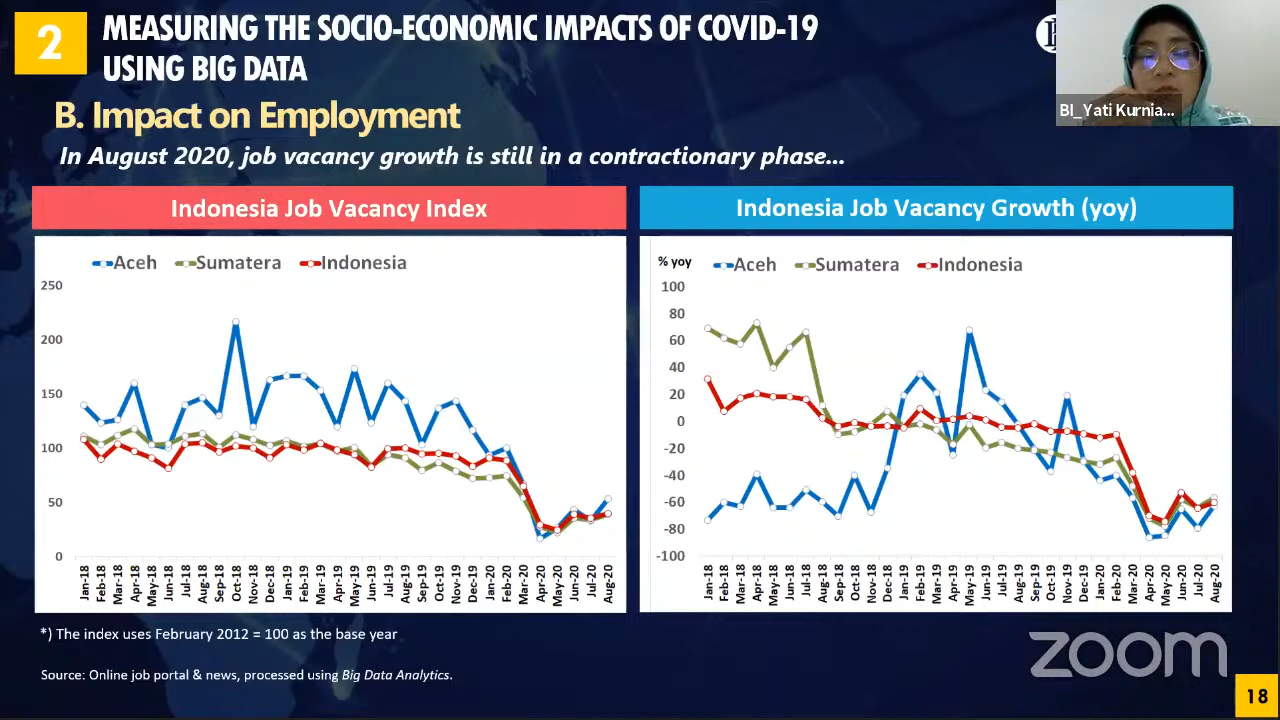 2
MEASURING THE SOCIO-ECONOMIC IMPACTS OF COVID-19
USING BIG DATA
B. Impact on Employment
In August 2020, job vacancy growth is still in a contractionary phase...
BI_Yati Kurnia...
Indonesia Job Vacancy Index
Aceh Sumatera Indonesia
250
200
150
100
50
0
Jan-18 Feb-18 Mar-18 Apr-18 May-18 Jun-18 Jul-18 Aug-18 Sep-18 Oct-18 Nov-18 Dec-18 Jan-19 Feb-19 Mar-19 Apr-19 May-19 Jun-19 Jul-19 Aug-19 Sep-19 Oct-19 Nov-19 Dec-19 Jan-20 Feb-20 Mar-20 Apr-20 May-20 Jun-20 Jul-20 Aug-20
Indonesia Job Vacancy Growth (yoy)
% yoy Aceh Sumatera Indonesia
100
80
60
40
20
0
-20
-40
-60
-80
-100
Jan-18 Feb-18 Mar-18 Apr-18 May-18 Jun-18 Jul-18 Aug-18 Sep-18 Oct-18 Nov-18 Dec-18 Jan-19 Feb-19 Mar-19 Apr-19 May-19 Jun-19 Jul-19 Aug-19 Sep-19 Oct-19 Nov-19 Dec-19 Jan-20 Feb-20 Mar-20 Apr-20 May-20 Jun-20 Jul-20 Aug-20
*) The index uses February 2012 = 100 as the base year
Source: Online job portal & news, processed using Big Data Analytics.
zoom
18